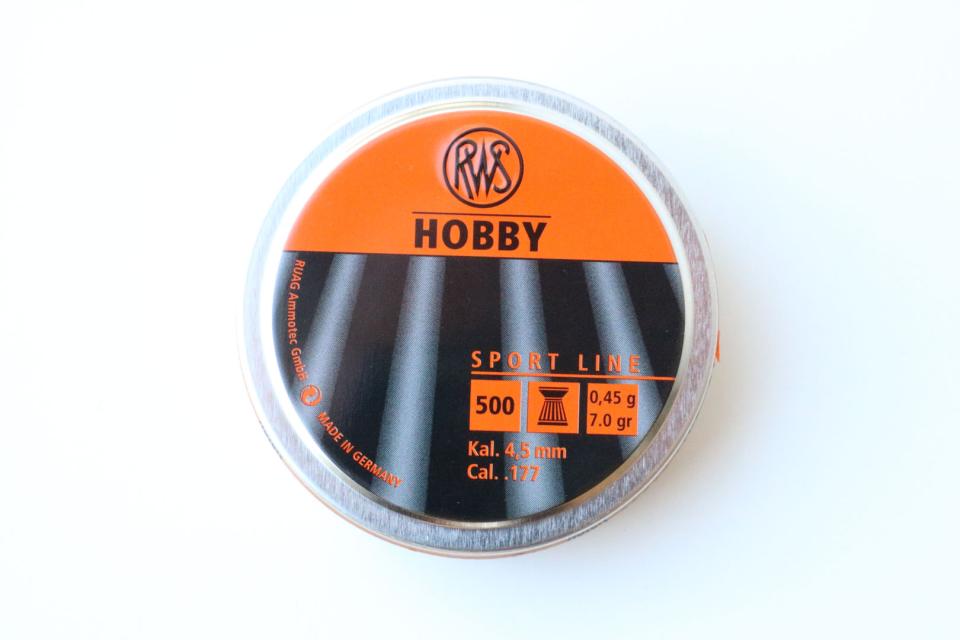 RWS
HOBBY
RUAG Ammotec GmbH
MADE IN GERMANY
SPORT LINE
500
0,45 g
7.0 gr
Kal. 4,5 mm
Cal. .177